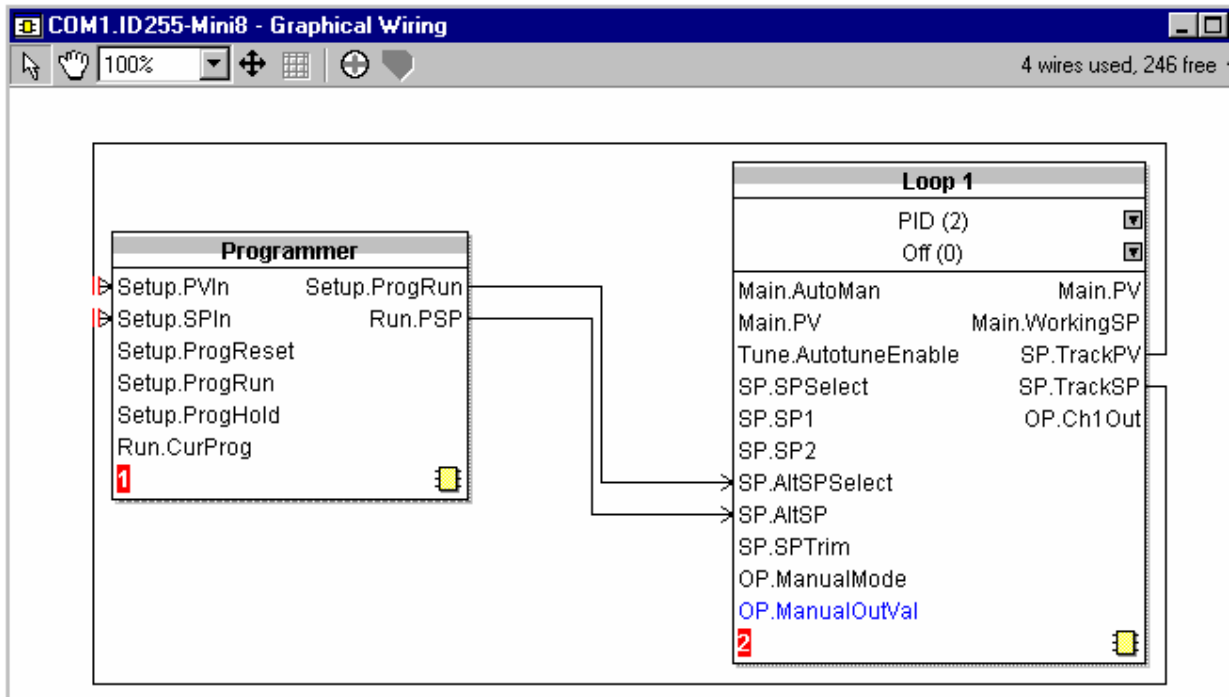 COM1.ID255-Mini8 - Graphical Wiring
100%
4 wires used, 246 free
Programmer
Setup.PVIn Setup.ProgRun
Setup.SPIn Run.PSP
Setup.ProgReset
Setup.ProgRun
Setup.ProgHold
Run.CurProg
1
Loop 1
PID (2)
Off (0)
Main.AutoMan Main.PV
Main.PV Main.WorkingSP
Tune.AutotuneEnable SP.TrackPV
SP.SPSelect SP.TrackSP
SP.SP1 OP.Ch1Out
SP.SP2
SP.AltSPSelect
SP.AltSP
SP.SPTrim
OP.ManualMode
OP.ManualOutVal
2